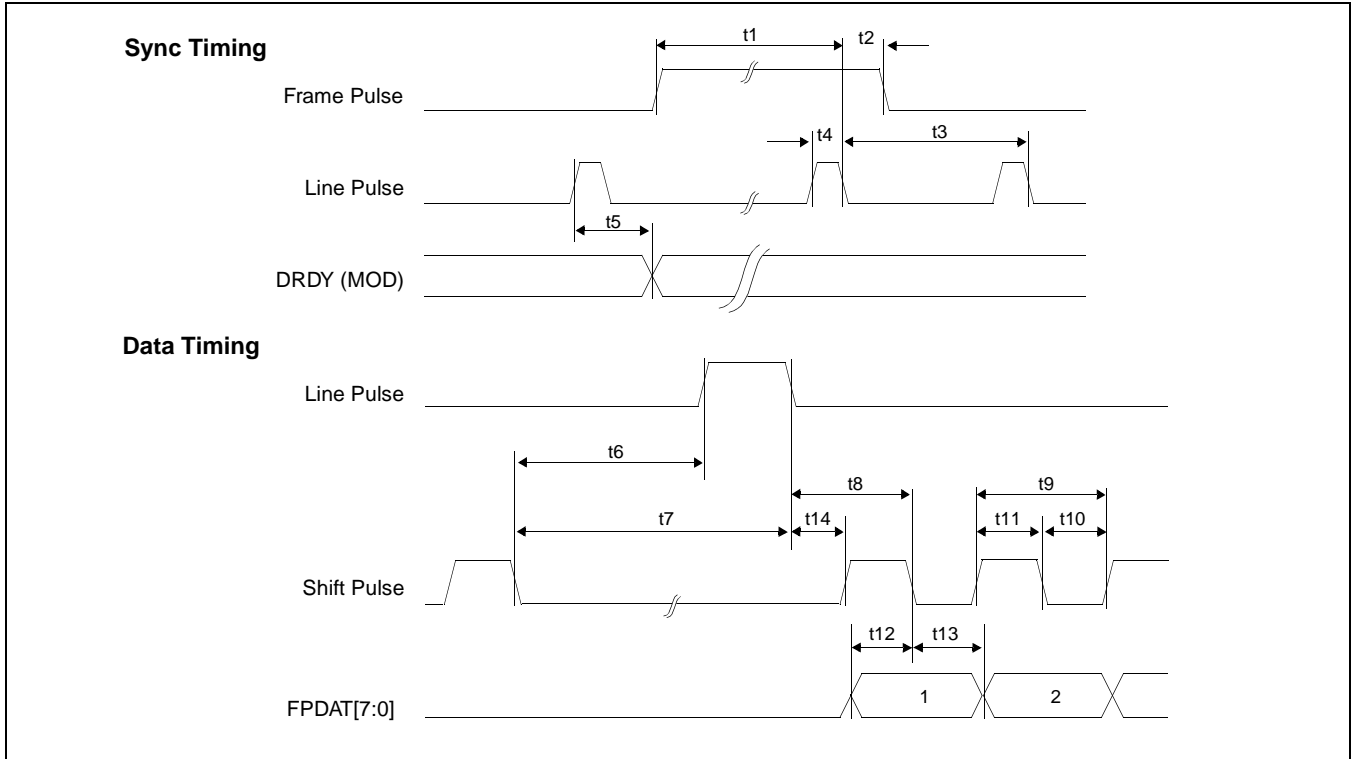 Sync Timing
t1
t2
Frame Pulse
t4
t3
Line Pulse
t5
DRDY (MOD)
Data Timing
Line Pulse
t6
t8
t9
t7
t14
t11
t10
Shift Pulse
t12
t13
FPDAT[7:0]
1
2